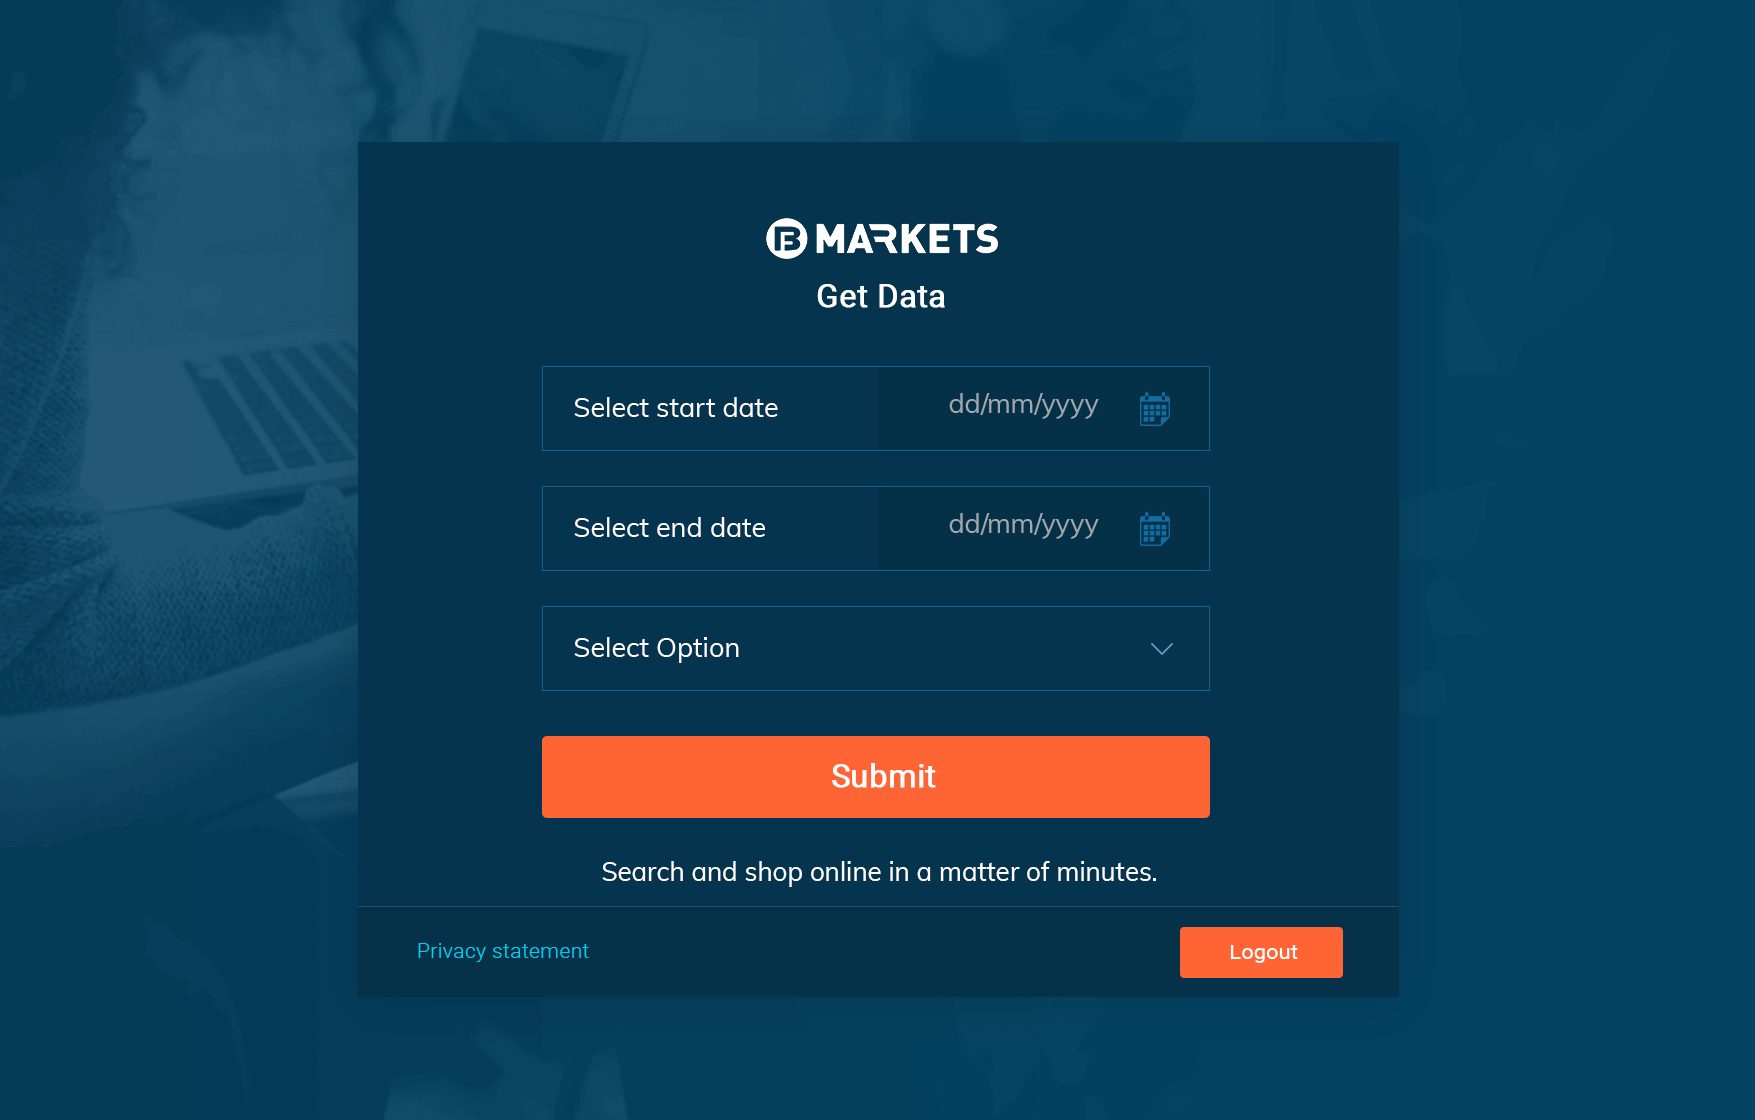 B MARKETS
Get Data
Select start date dd/mm/yyyy
Select end date dd/mm/yyyy
Select Option
Submit
Search and shop online in a matter of minutes.
Privacy statement Logout